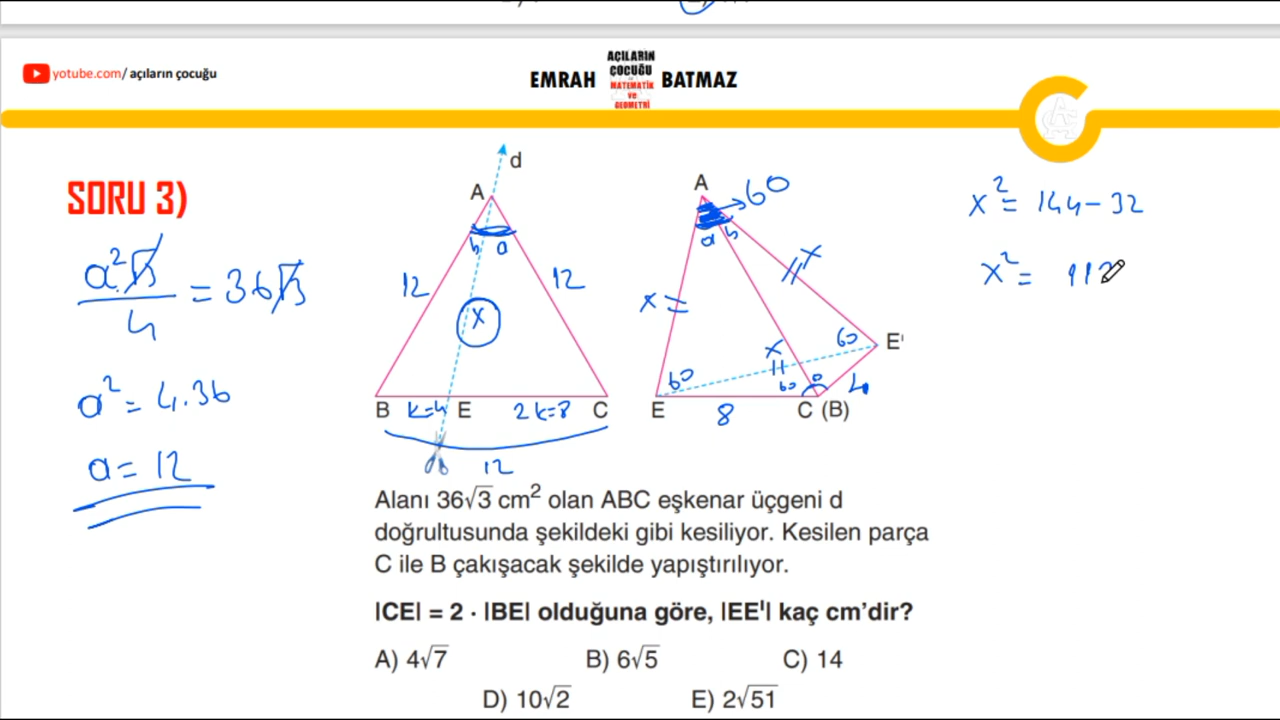 yotube.com/ açıların çocuğu
EMRAH
AÇILARIN
ÇOCUĞU
MATEMATİK
ve
GEOMETRİ
BATMAZ
SORU 3)
a²√3 / 4 = 36√3
a² = 4.36
a = 12
d
A
b a
12
12
x
B k=4 E 2k=8 C
12
A
60
a b
x
x
x
60
60
60
E'
4
E
8
C (B)
x² = 144 - 32
x² = 112
Alanı 36√3 cm² olan ABC eşkenar üçgeni d
doğrultusunda şekildeki gibi kesiliyor. Kesilen parça
C ile B çakışacak şekilde yapıştırılıyor.
|CE| = 2 · |BE| olduğuna göre, |EE'| kaç cm'dir?
A) 4√7 B) 6√5 C) 14
D) 10√2 E) 2√51